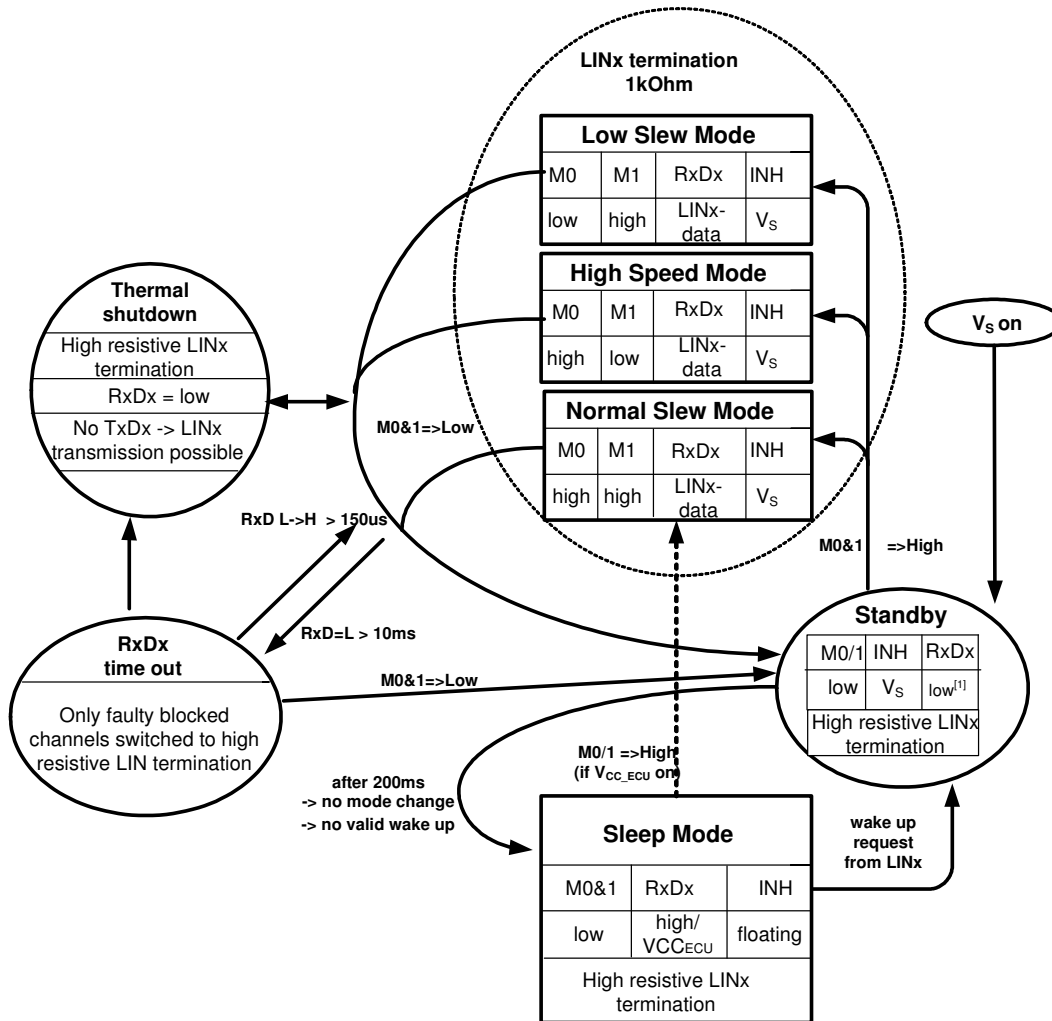 LINx termination
1kOhm
Low Slew Mode
M0 M1 RxDx INH
low high LINx-data VS
High Speed Mode
M0 M1 RxDx INH
high low LINx-data VS
Normal Slew Mode
M0 M1 RxDx INH
high high LINx-data VS
Thermal
shutdown
High resistive LINx
termination
RxDx = low
No TxDx -> LINx
transmission possible
VS on
M0&1=>Low
RxD L->H > 150us
M0&1 =>High
RxD=L > 10ms
RxDx
time out
Only faulty blocked
channels switched to high
resistive LIN termination
M0&1=>Low
Standby
M0/1 INH RxDx
low VS low[1]
High resistive LINx
termination
M0/1 =>High
(if VCC_ECU on)
after 200ms
-> no mode change
-> no valid wake up
wake up
request
from LINx
Sleep Mode
M0&1 RxDx INH
low high/VCCECU floating
High resistive LINx
termination